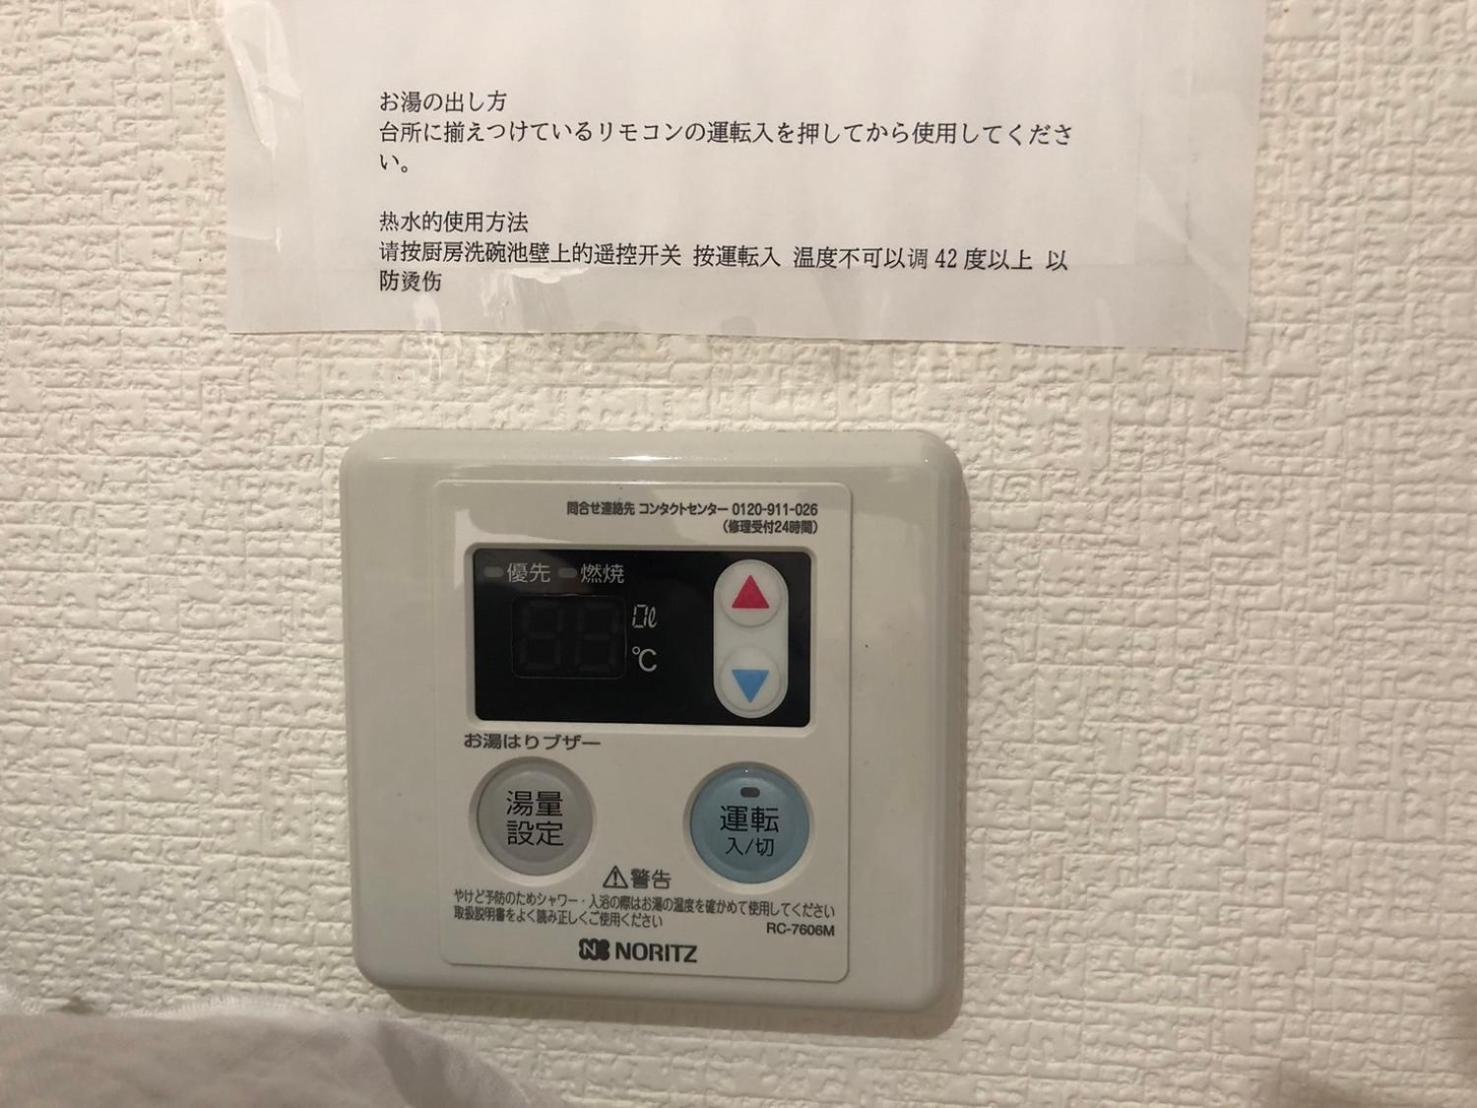 お湯の出し方
台所に揃えつけているリモコンの運転入を押してから使用してくださ
い。
热水的使用方法
请按厨房洗碗池壁上的遥控开关 按運転入 温度不可以调 42 度以上 以
防烫伤
問合せ連絡先 コンタクトセンター 0120-911-026
（修理受付24時間）
優先 燃焼
0ℓ
℃
お湯はりブザー
湯量
設定
運転
入/切
警告
やけど予防のためシャワー・入浴の際はお湯の温度を確かめて使用してください
取扱説明書をよく読み正しくご使用ください
RC-7606M
NORITZ